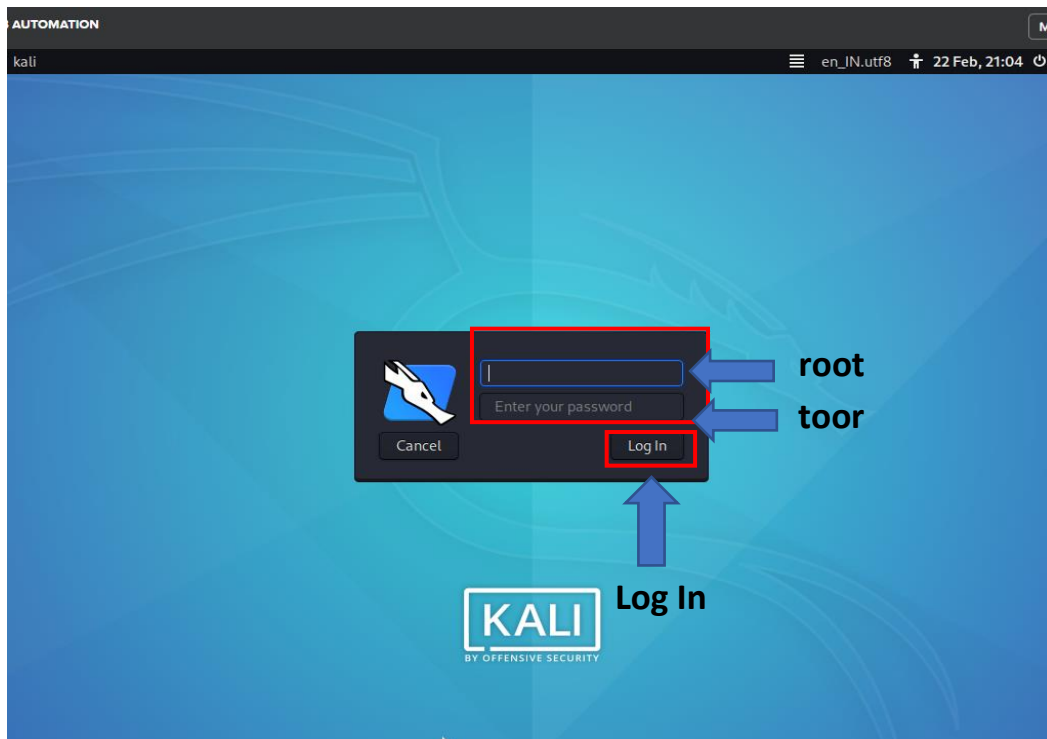 AUTOMATION
kali
en_IN.utf8 22 Feb, 21:04
root
Enter your password
toor
Cancel
Log In
Log In
KALI
BY OFFENSIVE SECURITY